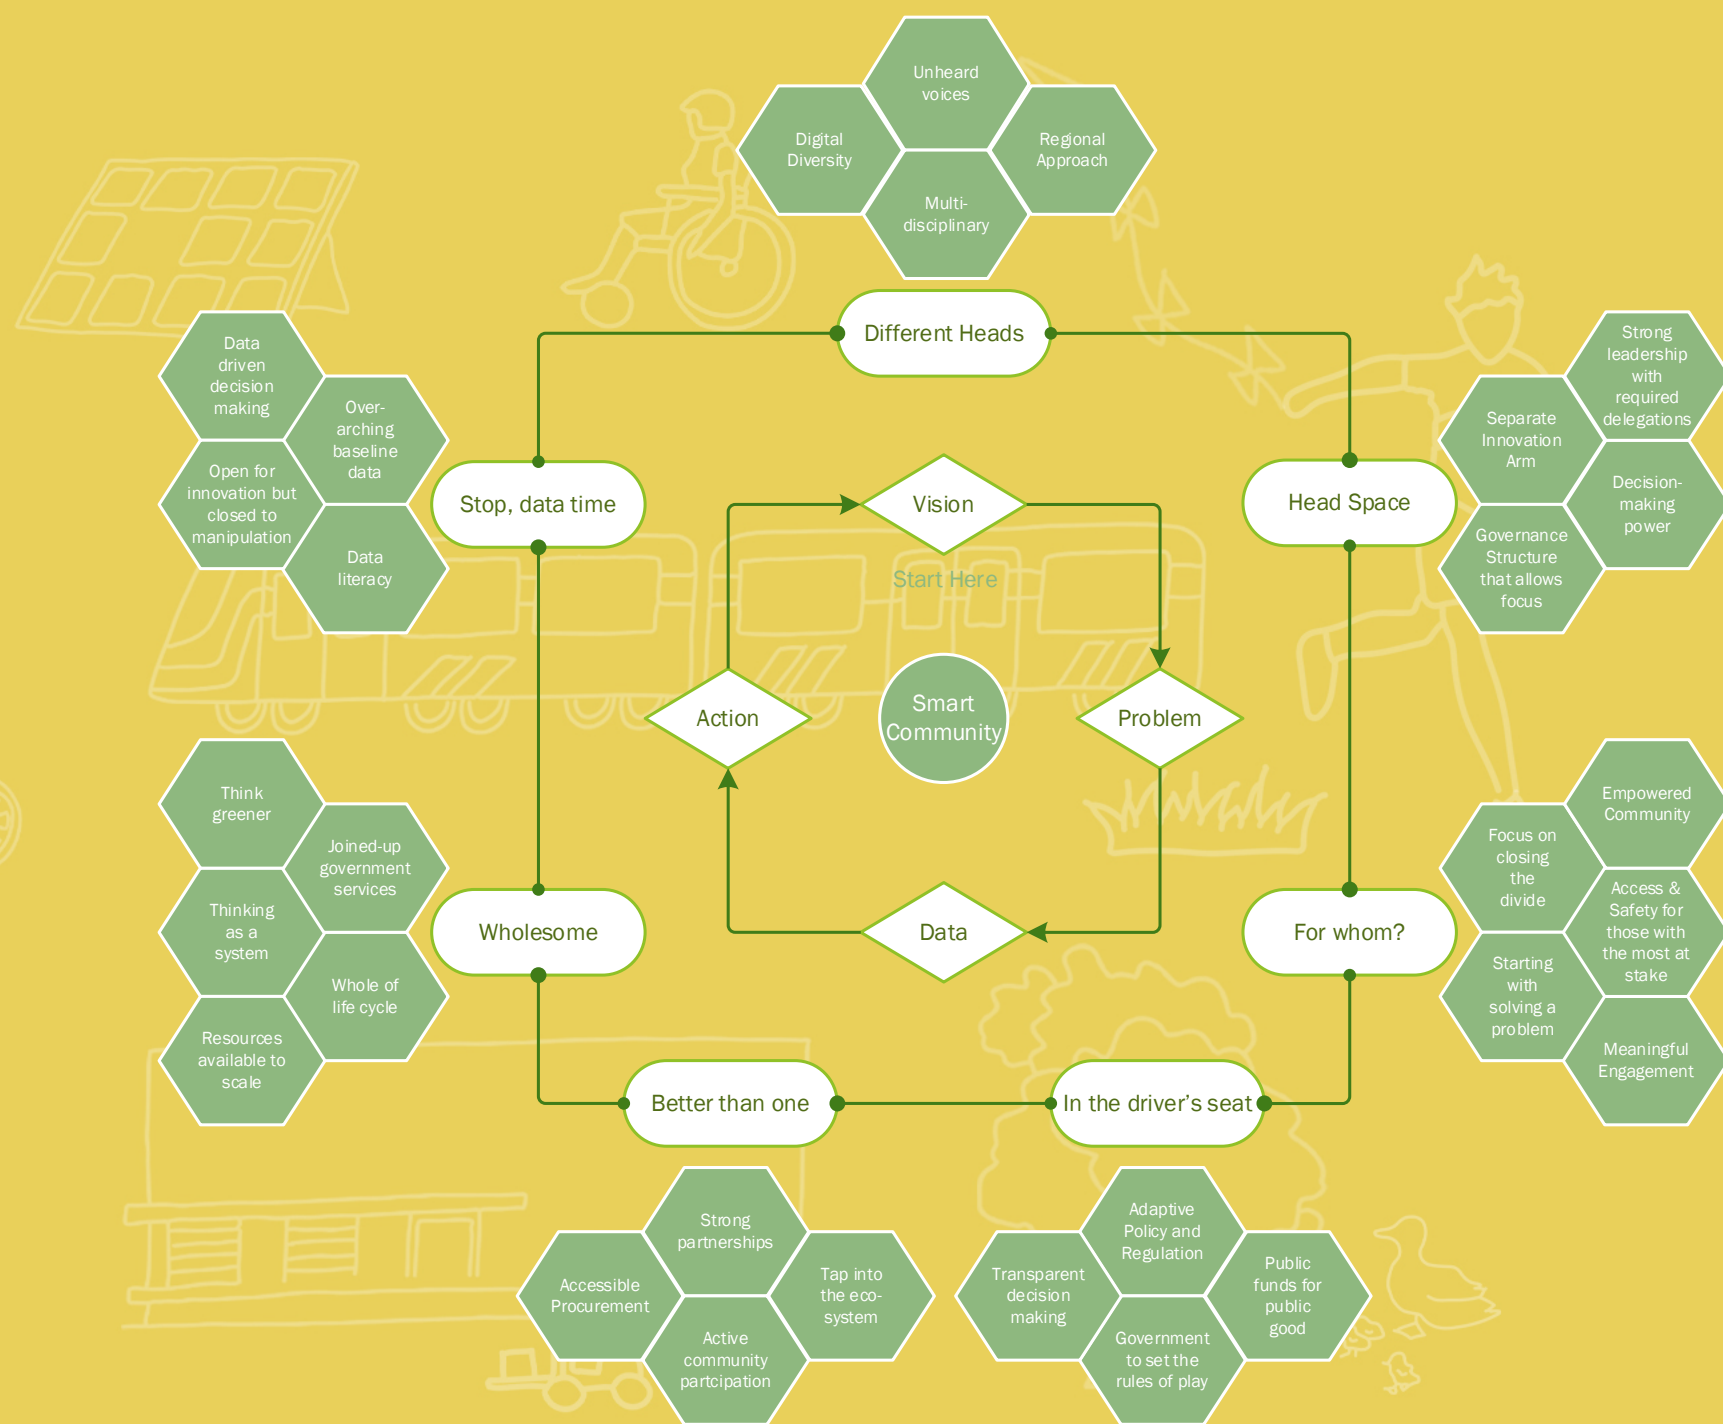 Unheard
voices
Digital
Diversity
Regional
Approach
Multi-
disciplinary
Different Heads
Data
driven
decision
making
Over-
arching
baseline
data
Open for
innovation but
closed to
manipulation
Data
literacy
Stop, data time
Vision
Start Here
Head Space
Strong
leadership
with
required
delegations
Separate
Innovation
Arm
Decision-
making
power
Governance
Structure
that allows
focus
Action
Smart
Community
Problem
Think
greener
Joined-up
government
services
Thinking
as a
system
Whole of
life cycle
Resources
available to
scale
Wholesome
Data
For whom?
Empowered
Community
Focus on
closing
the
divide
Access &
Safety for
those with
the most at
stake
Starting
with
solving a
problem
Meaningful
Engagement
Better than one
In the driver’s seat
Strong
partnerships
Accessible
Procurement
Tap into
the eco-
system
Active
community
partcipation
Adaptive
Policy and
Regulation
Transparent
decision
making
Public
funds for
public
good
Government
to set the
rules of play